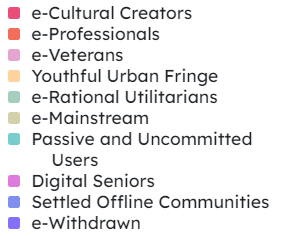 e-Cultural Creators
e-Professionals
e-Veterans
Youthful Urban Fringe
e-Rational Utilitarians
e-Mainstream
Passive and Uncommitted
Users
Digital Seniors
Settled Offline Communities
e-Withdrawn